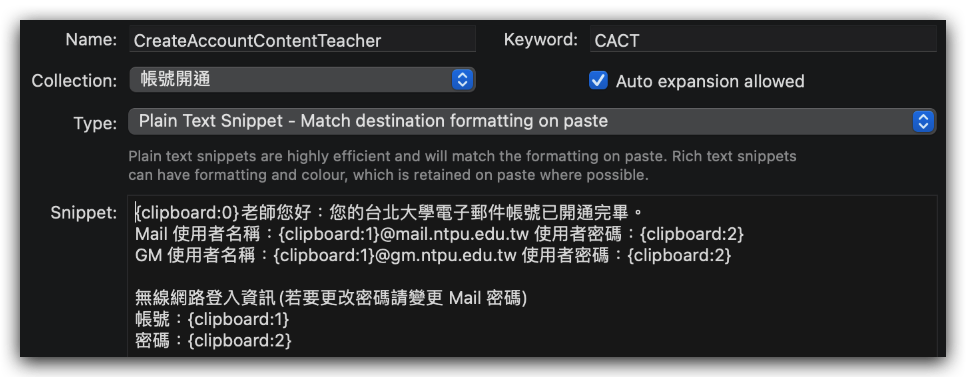 Name: CreateAccountContentTeacher Keyword: CACT
Collection: 帳號開通 Auto expansion allowed
Type: Plain Text Snippet - Match destination formatting on paste
Plain text snippets are highly efficient and will match the formatting on paste. Rich text snippets
can have formatting and colour, which is retained on paste where possible.
Snippet: {clipboard:0}老師您好：您的台北大學電子郵件帳號已開通完畢。
Mail 使用者名稱：{clipboard:1}@mail.ntpu.edu.tw 使用者密碼：{clipboard:2}
GM 使用者名稱：{clipboard:1}@gm.ntpu.edu.tw 使用者密碼：{clipboard:2}
無線網路登入資訊(若要更改密碼請變更 Mail 密碼)
帳號：{clipboard:1}
密碼：{clipboard:2}